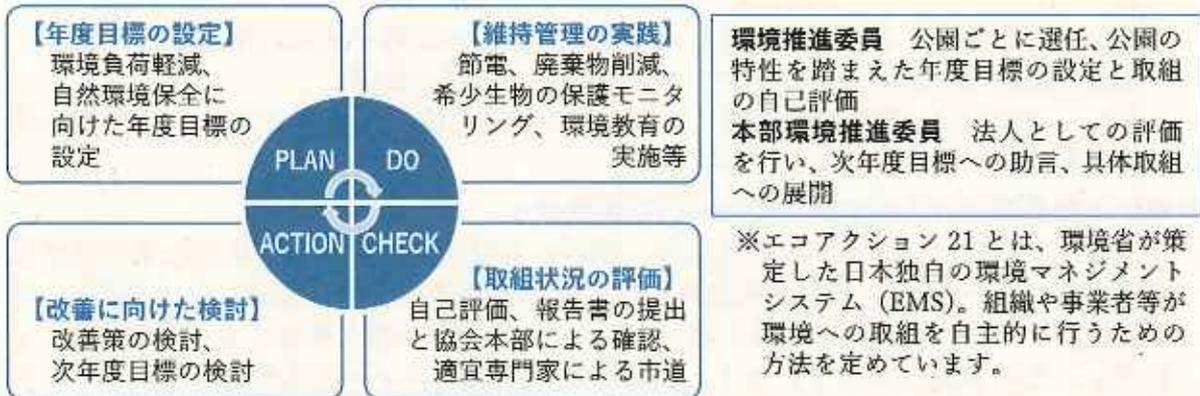 【年度目標の設定】
環境負荷軽減、
自然環境保全に
向けた年度目標の
設定
【維持管理の実践】
節電、廃棄物削減、
希少生物の保護モニタ
リング、環境教育の
実施等
PLAN
DO
ACTION
CHECK
【改善に向けた検討】
改善策の検討、
次年度目標の検討
【取組状況の評価】
自己評価、報告書の提出
と協会本部による確認、
適宜専門家による市道
環境推進委員 公園ごとに選任、公園の
特性を踏まえた年度目標の設定と取組
の自己評価
本部環境推進委員 法人としての評価
を行い、次年度目標への助言、具体取組
への展開
※エコアクション 21 とは、環境省が策
定した日本独自の環境マネジメント
システム (EMS)。組織や事業者等が
環境への取組を自主的に行うための
方法を定めています。